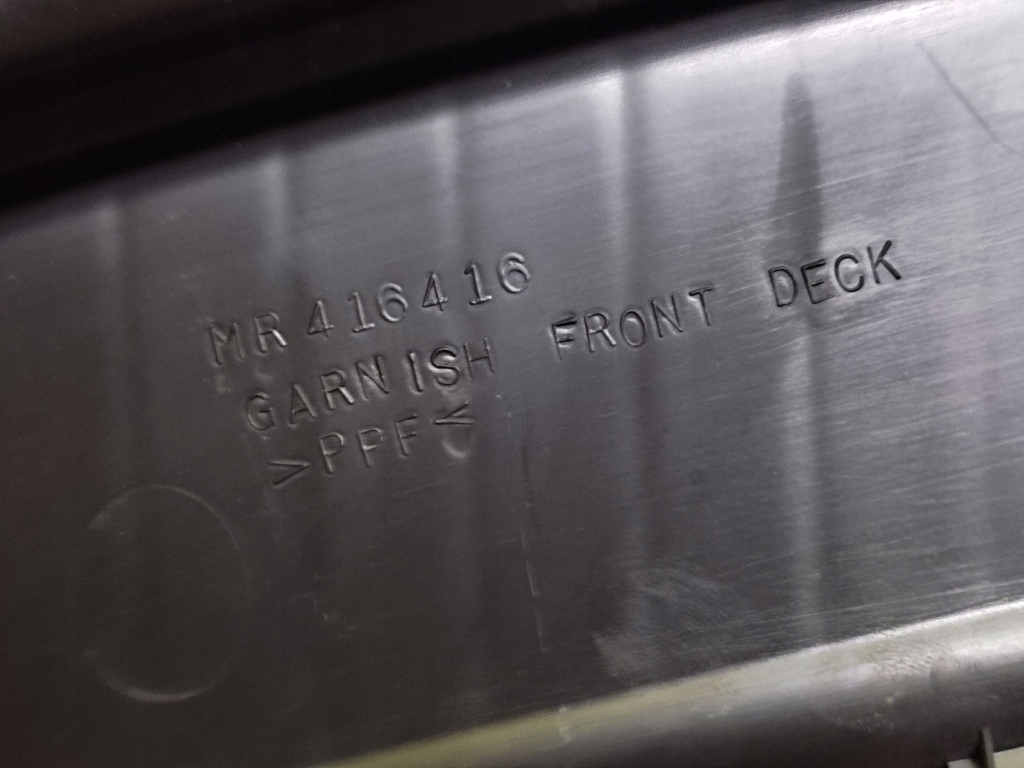 MR416416
GARNISH FRONT DECK
>PPF<